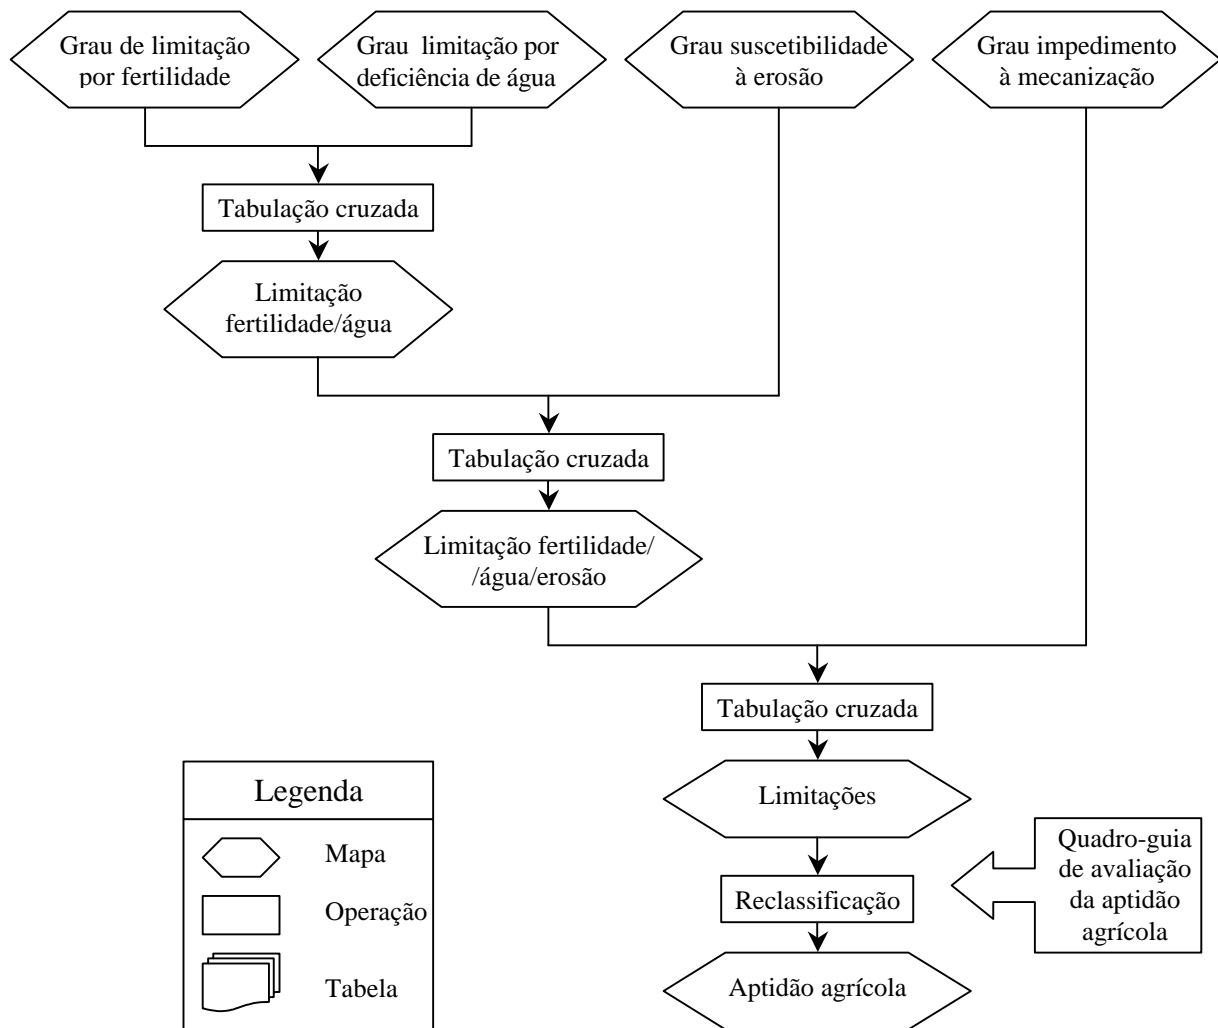 Grau de limitação
por fertilidade
Grau limitação por
deficiência de água
Grau suscetibilidade
à erosão
Grau impedimento
à mecanização
Tabulação cruzada
Limitação
fertilidade/água
Tabulação cruzada
Limitação fertilidade/
/água/erosão
Tabulação cruzada
Limitações
Quadro-guia
de avaliação
da aptidão
agrícola
Reclassificação
Aptidão agrícola
Legenda
Mapa
Operação
Tabela